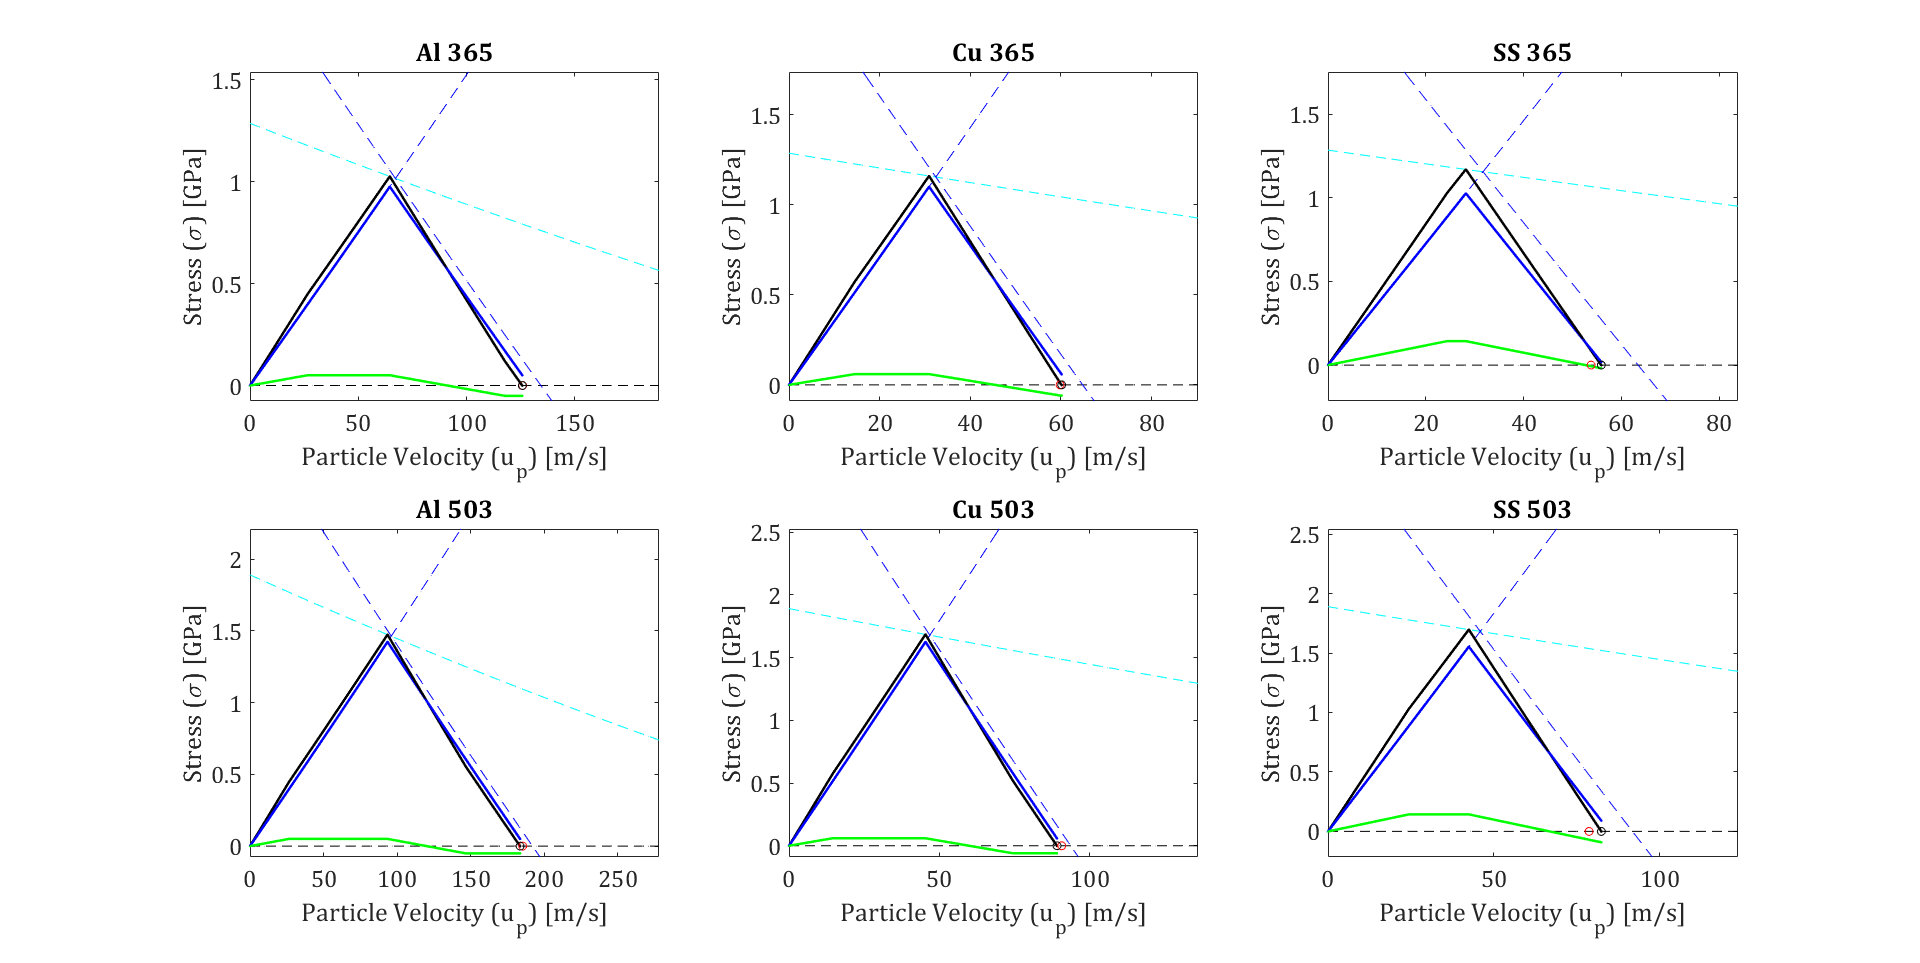 Al 365
Cu 365
SS 365
1.5
1
0.5
0
0 50 100 150
Stress (σ) [GPa]
Particle Velocity (u_p) [m/s]
1.5
1
0.5
0
0 20 40 60 80
Stress (σ) [GPa]
Particle Velocity (u_p) [m/s]
1.5
1
0.5
0
0 20 40 60 80
Stress (σ) [GPa]
Particle Velocity (u_p) [m/s]
Al 503
Cu 503
SS 503
2
1.5
1
0.5
0
0 50 100 150 200 250
Stress (σ) [GPa]
Particle Velocity (u_p) [m/s]
2.5
2
1.5
1
0.5
0
0 50 100
Stress (σ) [GPa]
Particle Velocity (u_p) [m/s]
2.5
2
1.5
1
0.5
0
0 50 100
Stress (σ) [GPa]
Particle Velocity (u_p) [m/s]